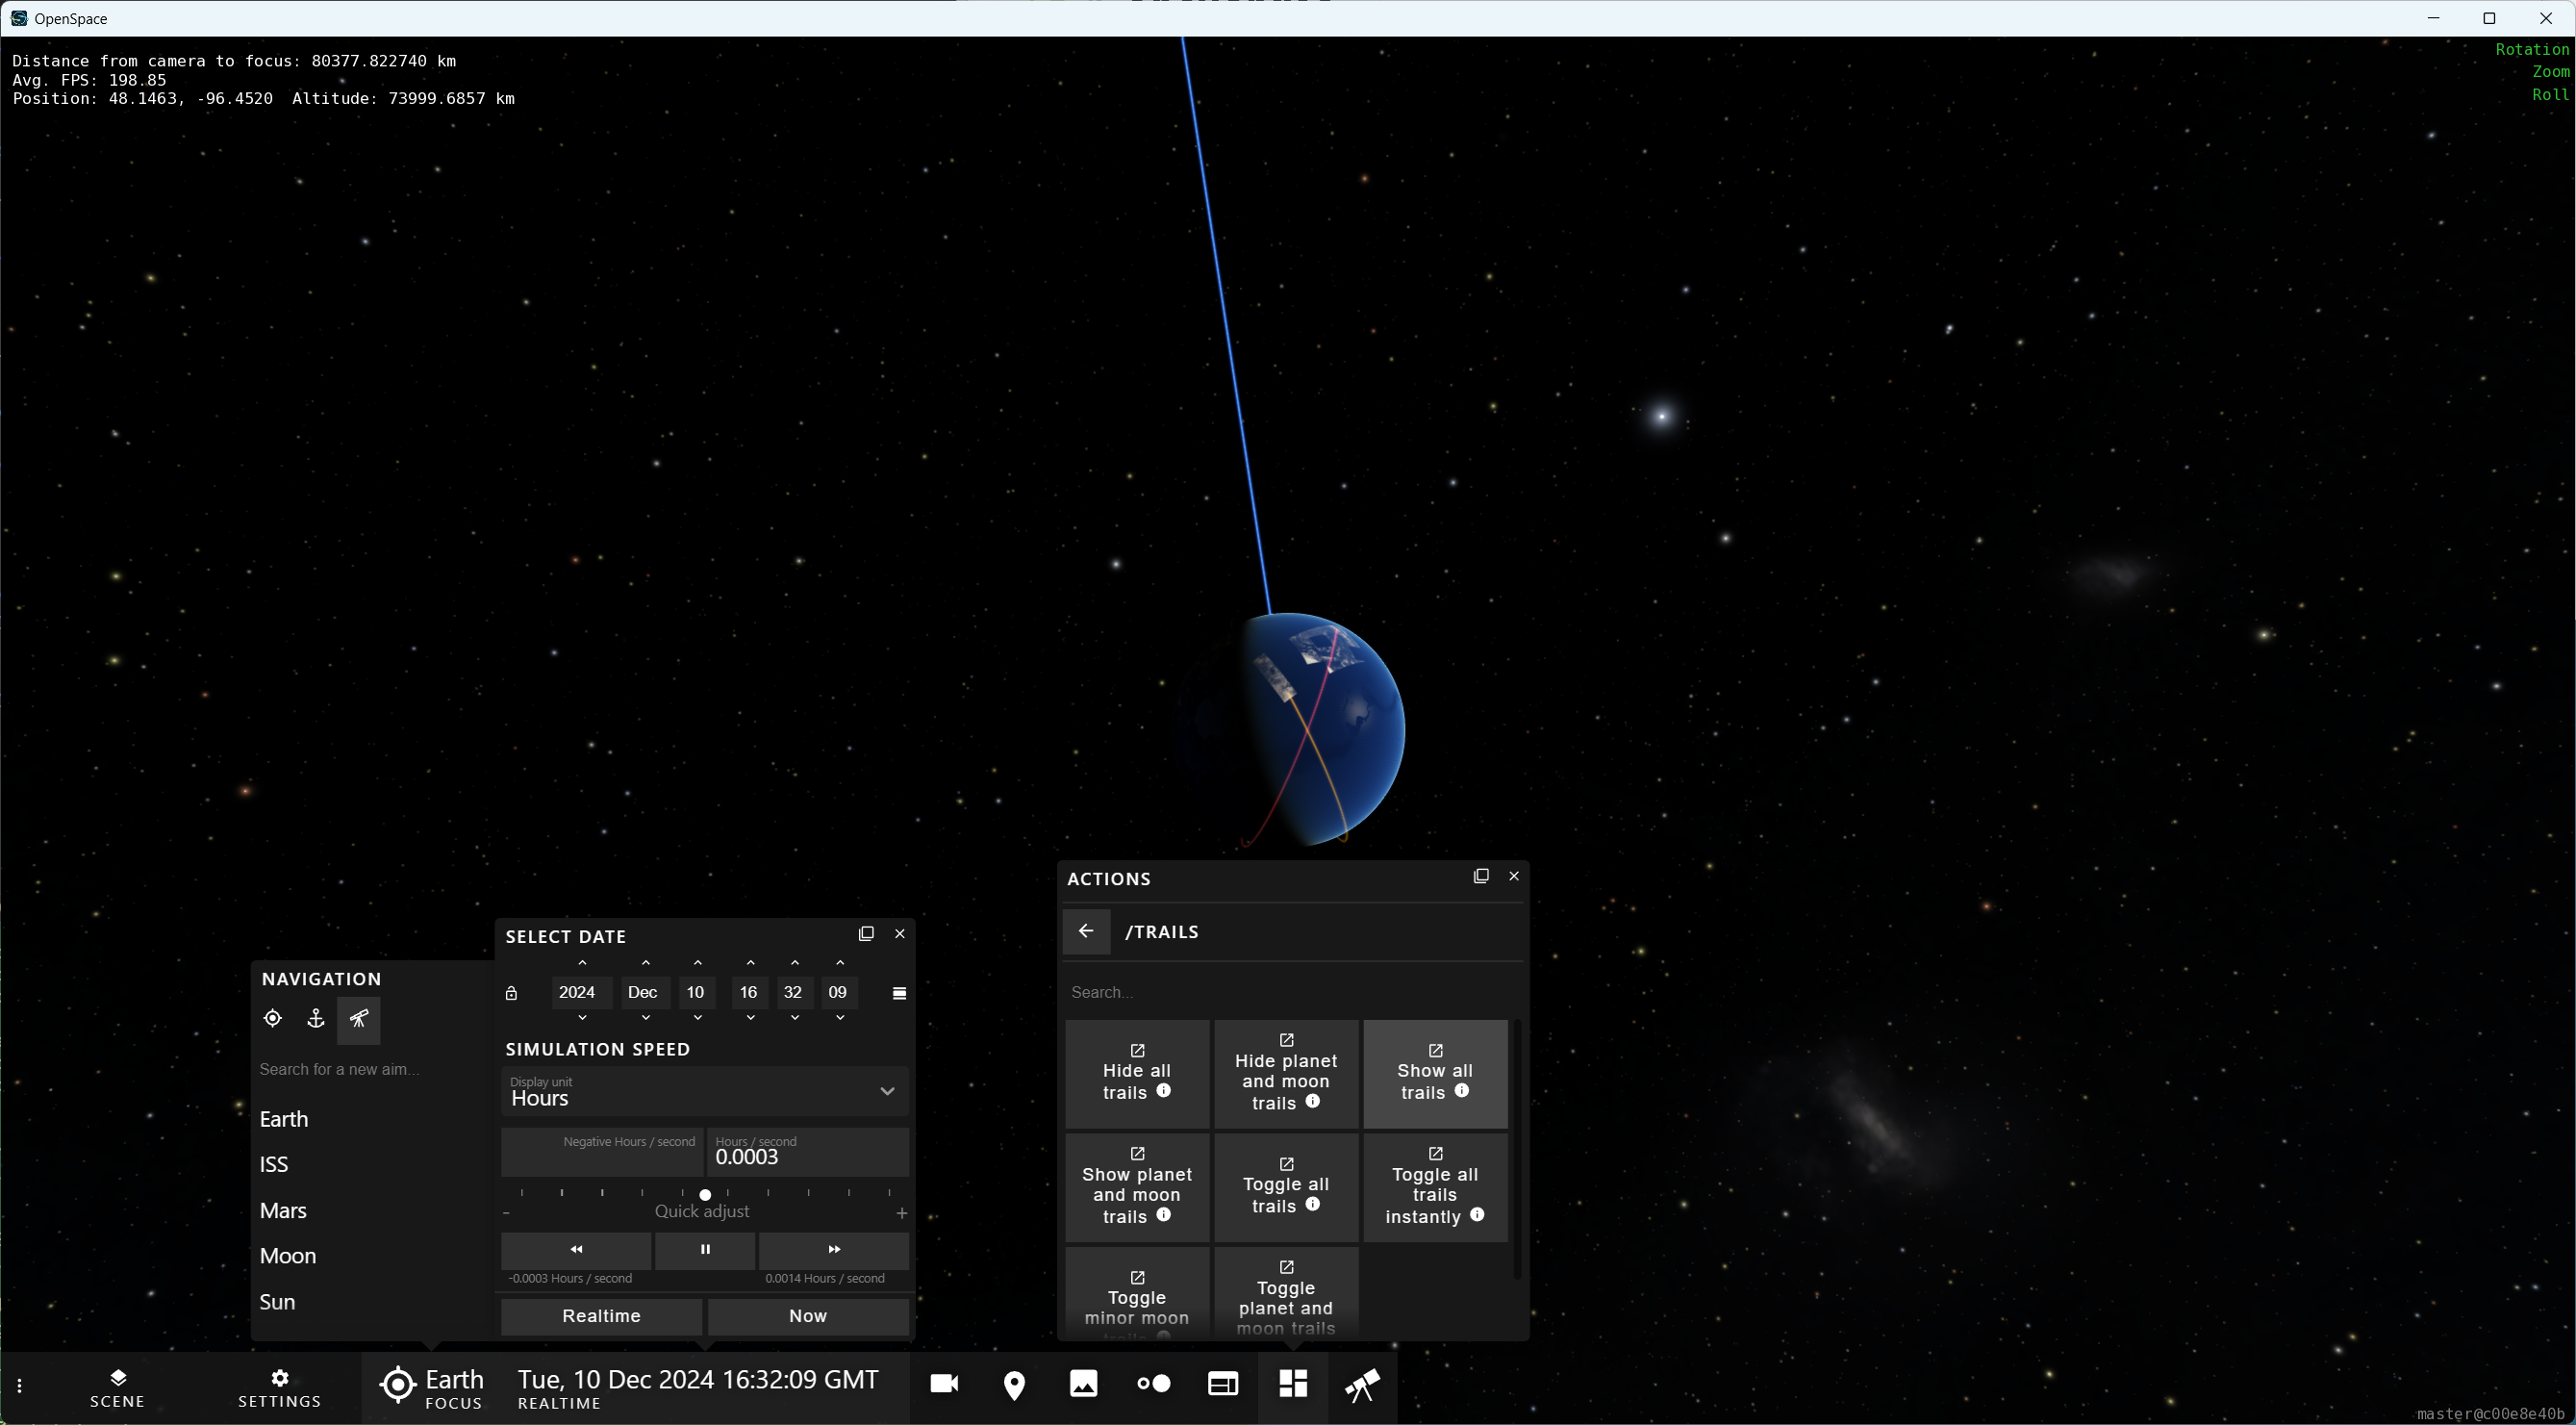 OpenSpace
Distance from camera to focus: 80377.822740 km
Avg. FPS: 198.85
Position: 48.1463, -96.4520  Altitude: 73999.6857 km
Rotation
Zoom
Roll
ACTIONS
/TRAILS
Search...
Hide all
trails
Hide planet
and moon
trails
Show all
trails
Show planet
and moon
trails
Toggle all
trails
Toggle all
trails
instantly
Toggle
minor moon
trails
Toggle
planet and
moon trails
SELECT DATE
2024 Dec 10 16 32 09
SIMULATION SPEED
Display unit
Hours
Negative Hours / second
Hours / second
0.0003
- Quick adjust +
-0.0003 Hours / second
0.0014 Hours / second
Realtime
Now
NAVIGATION
Search for a new aim...
Earth
ISS
Mars
Moon
Sun
SCENE
SETTINGS
Earth
FOCUS
Tue, 10 Dec 2024 16:32:09 GMT
REALTIME
master@c00e8e40b